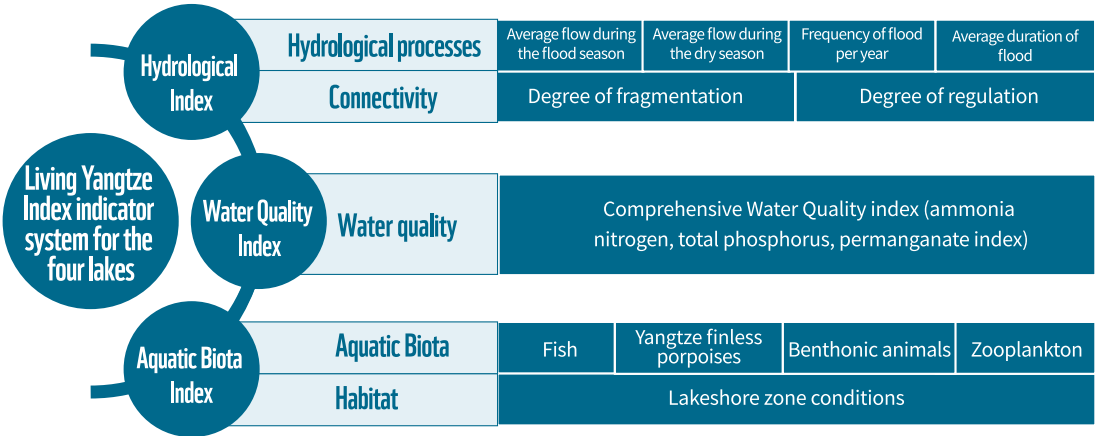 Living Yangtze
Index indicator
system for the
four lakes
Hydrological
Index
Hydrological processes
Average flow during
the flood season
Average flow during
the dry season
Frequency of flood
per year
Average duration of
flood
Connectivity
Degree of fragmentation
Degree of regulation
Water Quality
Index
Water quality
Comprehensive Water Quality index (ammonia
nitrogen, total phosphorus, permanganate index)
Aquatic Biota
Index
Aquatic Biota
Fish
Yangtze finless
porpoises
Benthonic animals
Zooplankton
Habitat
Lakeshore zone conditions